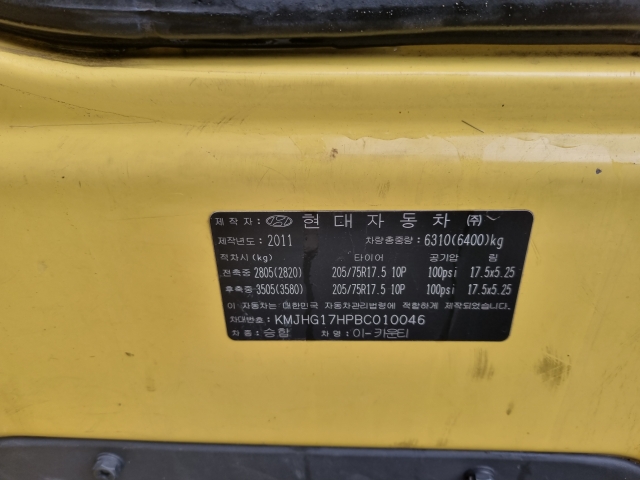 제작자: 현대자동차 ㈜
제작년도: 2011 차량총중량: 6310(6400)kg
적차시(kg) 타이어 공기압 림
전축중 2805(2820) 205/75R17.5 10P 100psi 17.5x5.25
후축중 3505(3580) 205/75R17.5 10P 100psi 17.5x5.25
이 자동차는 대한민국 자동차관리법령에 적합하게 제작되었음.
차대번호: KMJHG17HPBC010046
차종: 승합 차명: 이-카운티